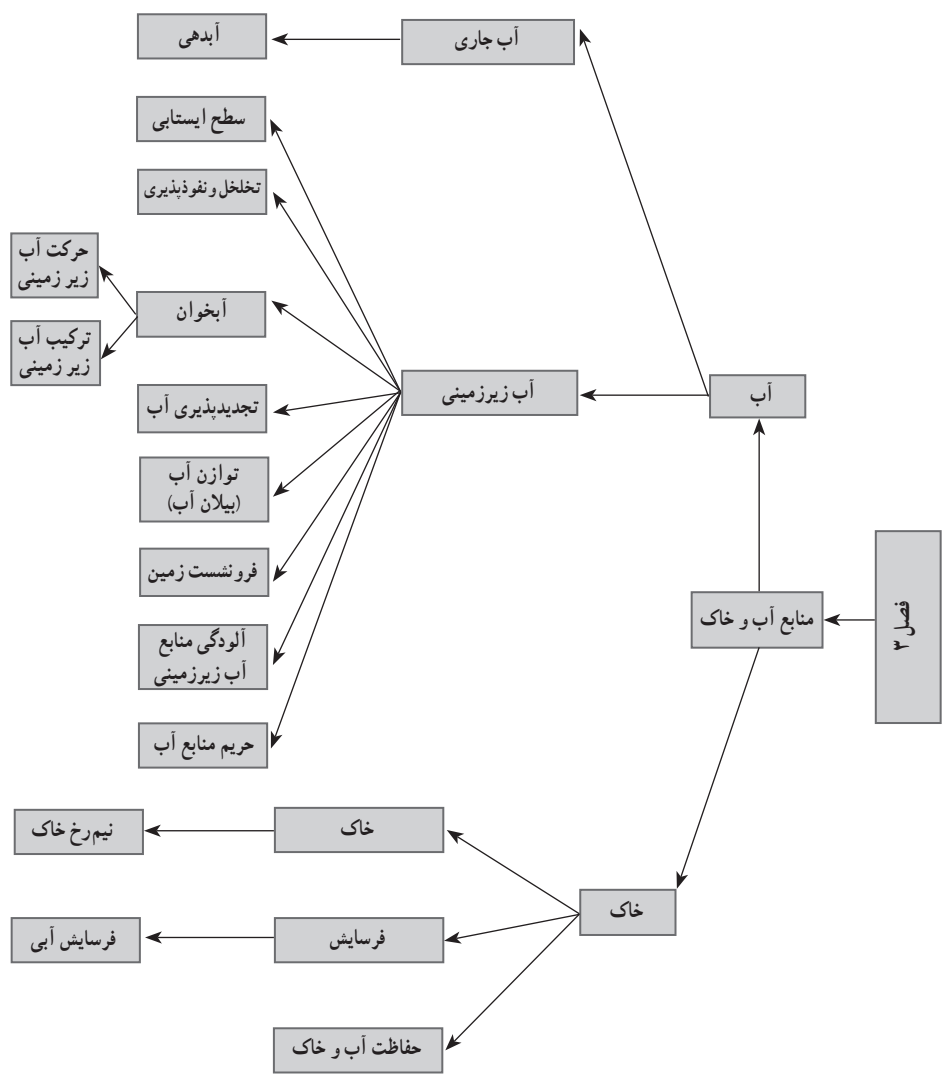 فصل ۳
منابع آب و خاک
آب
آب جاری
آبدهی
آب زیرزمینی
سطح ایستابی
تخلخل و نفوذپذیری
آبخوان
حرکت آب
زیر زمینی
ترکیب آب
زیر زمینی
تجدیدپذیری آب
توازن آب
(بیلان آب)
فرونشست زمین
آلودگی منابع
آب زیرزمینی
حریم منابع آب
خاک
خاک
نیم‌رخ خاک
فرسایش
فرسایش آبی
حفاظت آب و خاک